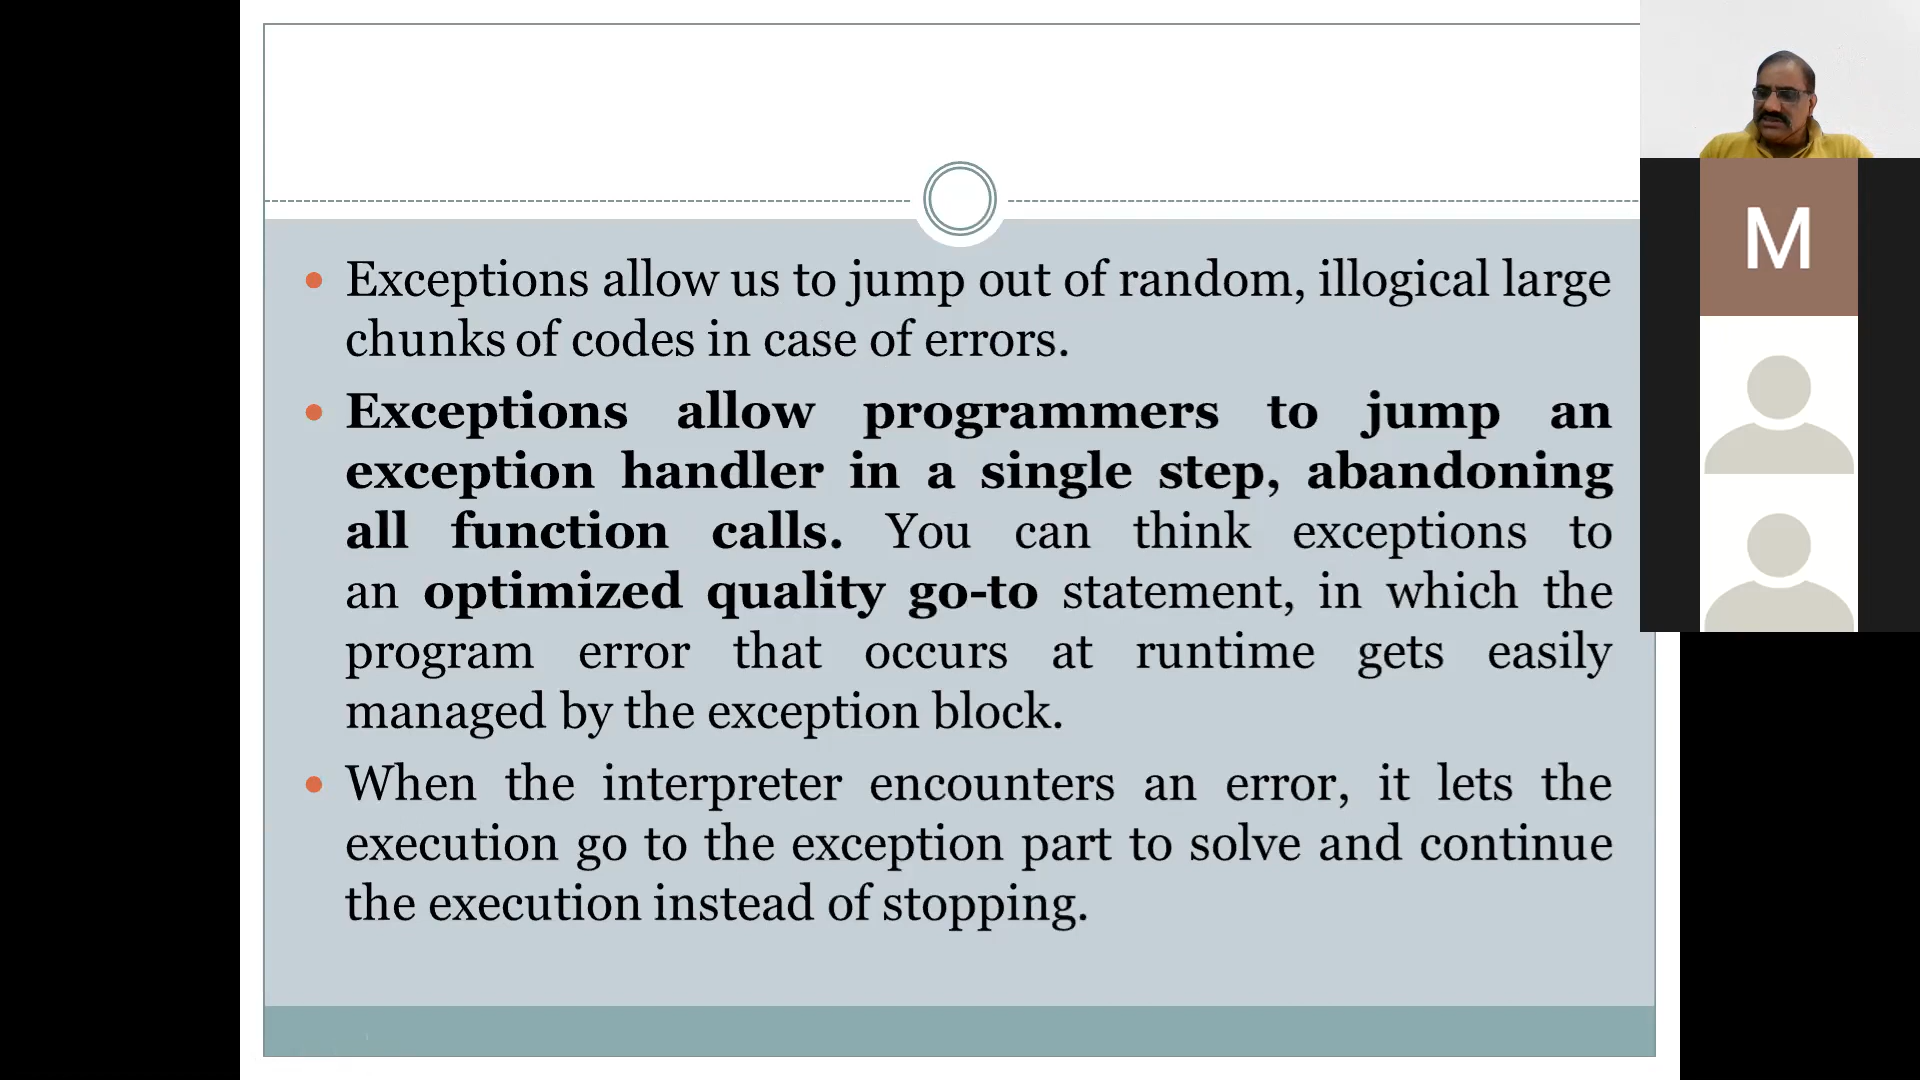 Exceptions allow us to jump out of random, illogical large
chunks of codes in case of errors.
Exceptions allow programmers to jump an
exception handler in a single step, abandoning
all function calls. You can think exceptions to
an optimized quality go-to statement, in which the
program error that occurs at runtime gets easily
managed by the exception block.
When the interpreter encounters an error, it lets the
execution go to the exception part to solve and continue
the execution instead of stopping.
M